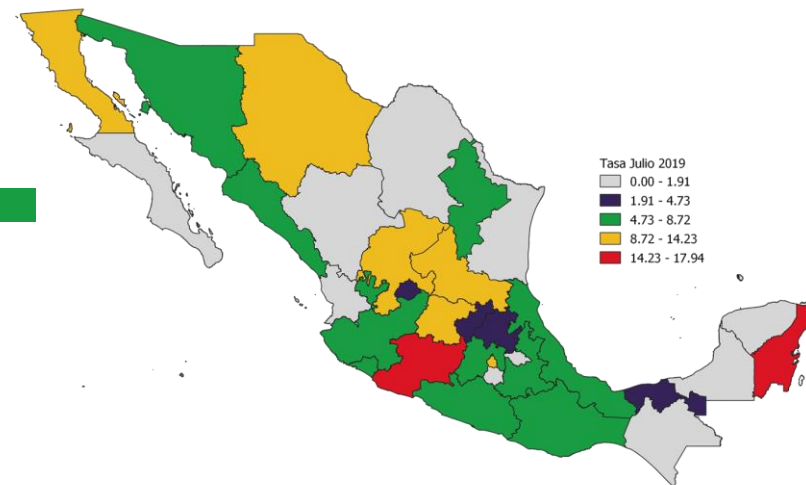 Tasa Julio 2019
0.00 - 1.91
1.91 - 4.73
4.73 - 8.72
8.72 - 14.23
14.23 - 17.94